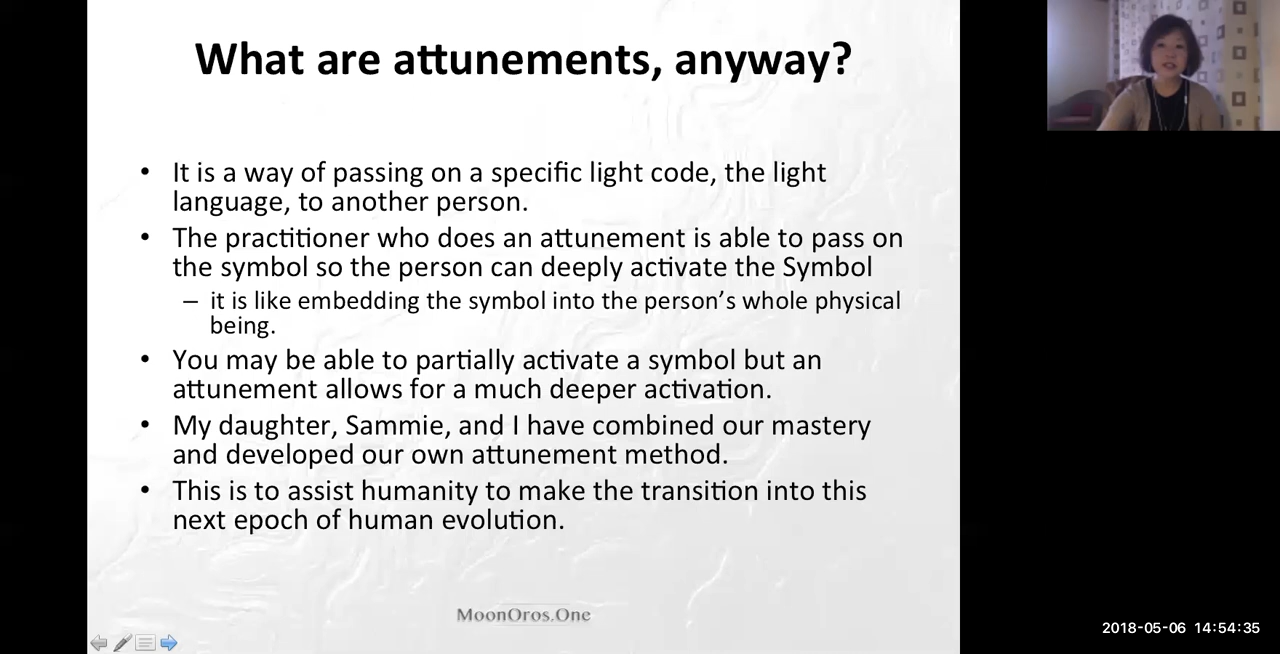 What are attunements, anyway?
• It is a way of passing on a specific light code, the light
language, to another person.
• The practitioner who does an attunement is able to pass on
the symbol so the person can deeply activate the Symbol
– it is like embedding the symbol into the person’s whole physical
being.
• You may be able to partially activate a symbol but an
attunement allows for a much deeper activation.
• My daughter, Sammie, and I have combined our mastery
and developed our own attunement method.
• This is to assist humanity to make the transition into this
next epoch of human evolution.
MoonOros.One
2018-05-06 14:54:35